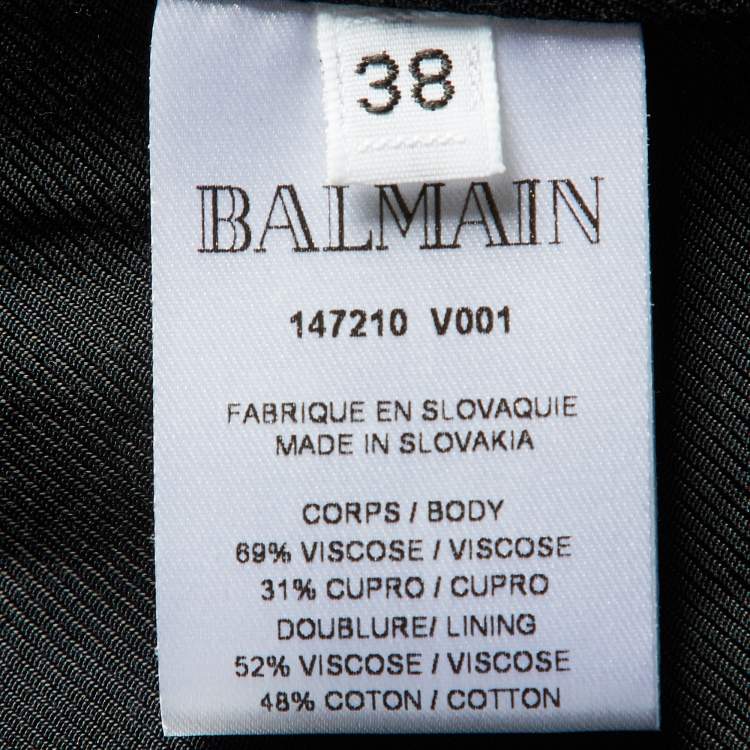 38
BALMAIN
147210 V001
FABRIQUE EN SLOVAQUIE
MADE IN SLOVAKIA
CORPS / BODY
69% VISCOSE / VISCOSE
31% CUPRO / CUPRO
DOUBLURE/ LINING
52% VISCOSE / VISCOSE
48% COTON / COTTON